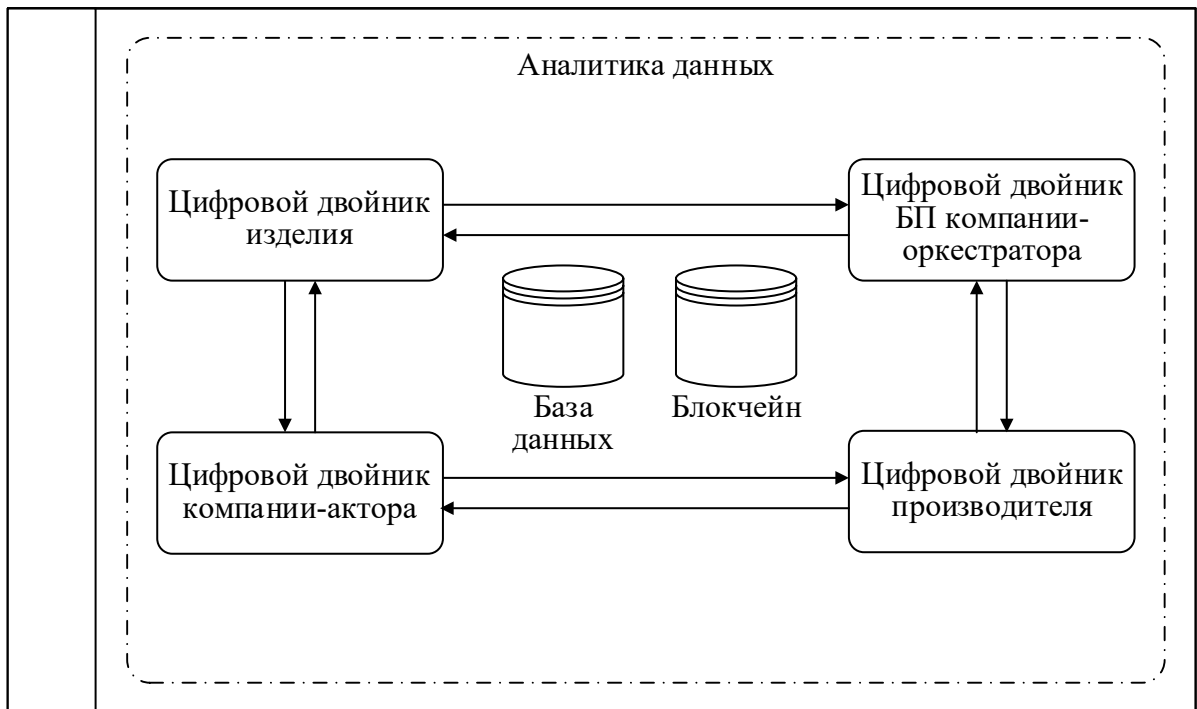 Аналитика данных
Цифровой двойник
изделия
Цифровой двойник
БП компании-
оркестратора
База
данных
Блокчейн
Цифровой двойник
компании-актора
Цифровой двойник
производителя